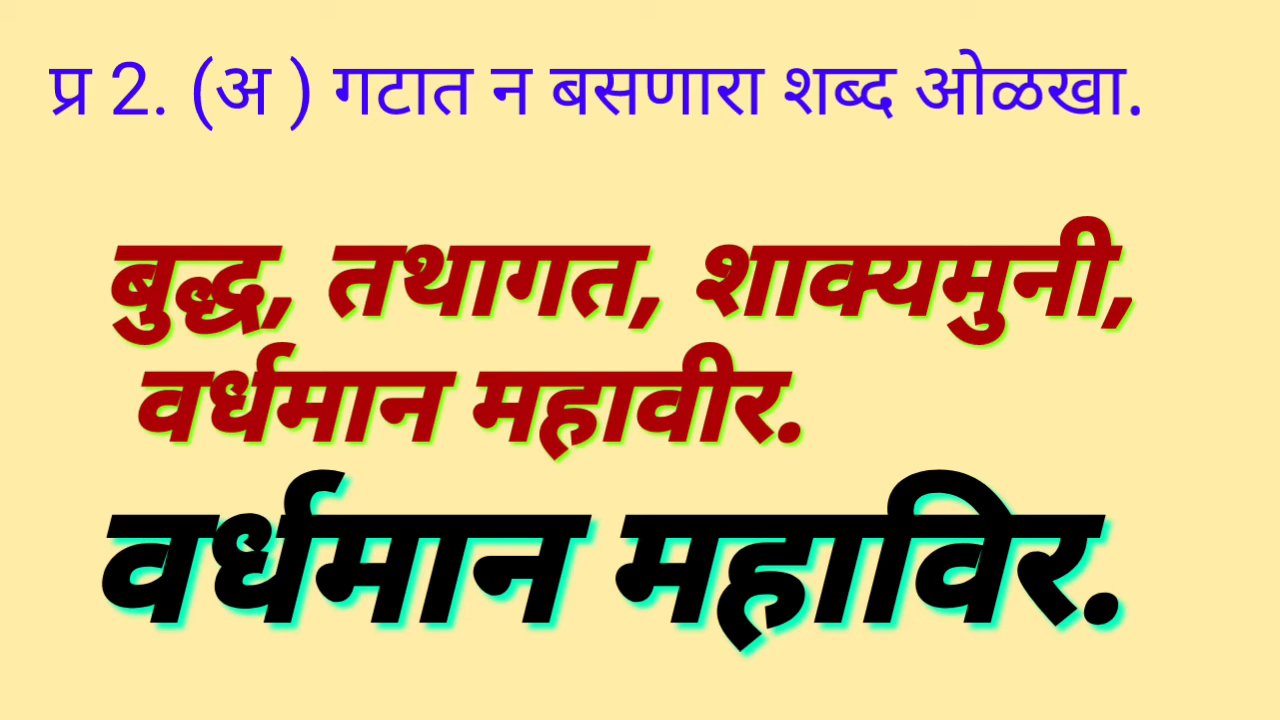 प्र 2. (अ ) गटात न बसणारा शब्द ओळखा.
बुद्ध, तथागत, शाक्यमुनी,
वर्धमान महावीर.
वर्धमान महाविर.